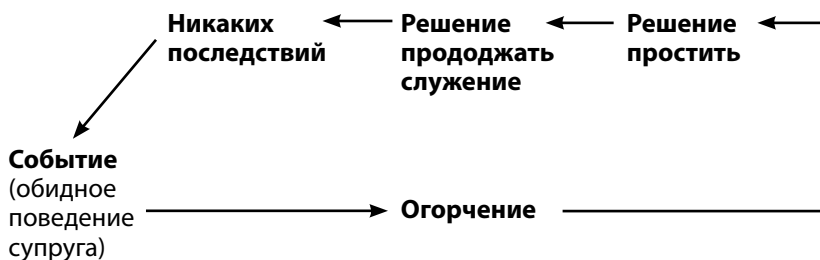 Никаких
последствий
Решение
прододжать
служение
Решение
простить
Событие
(обидное
поведение
супруга)
Огорчение